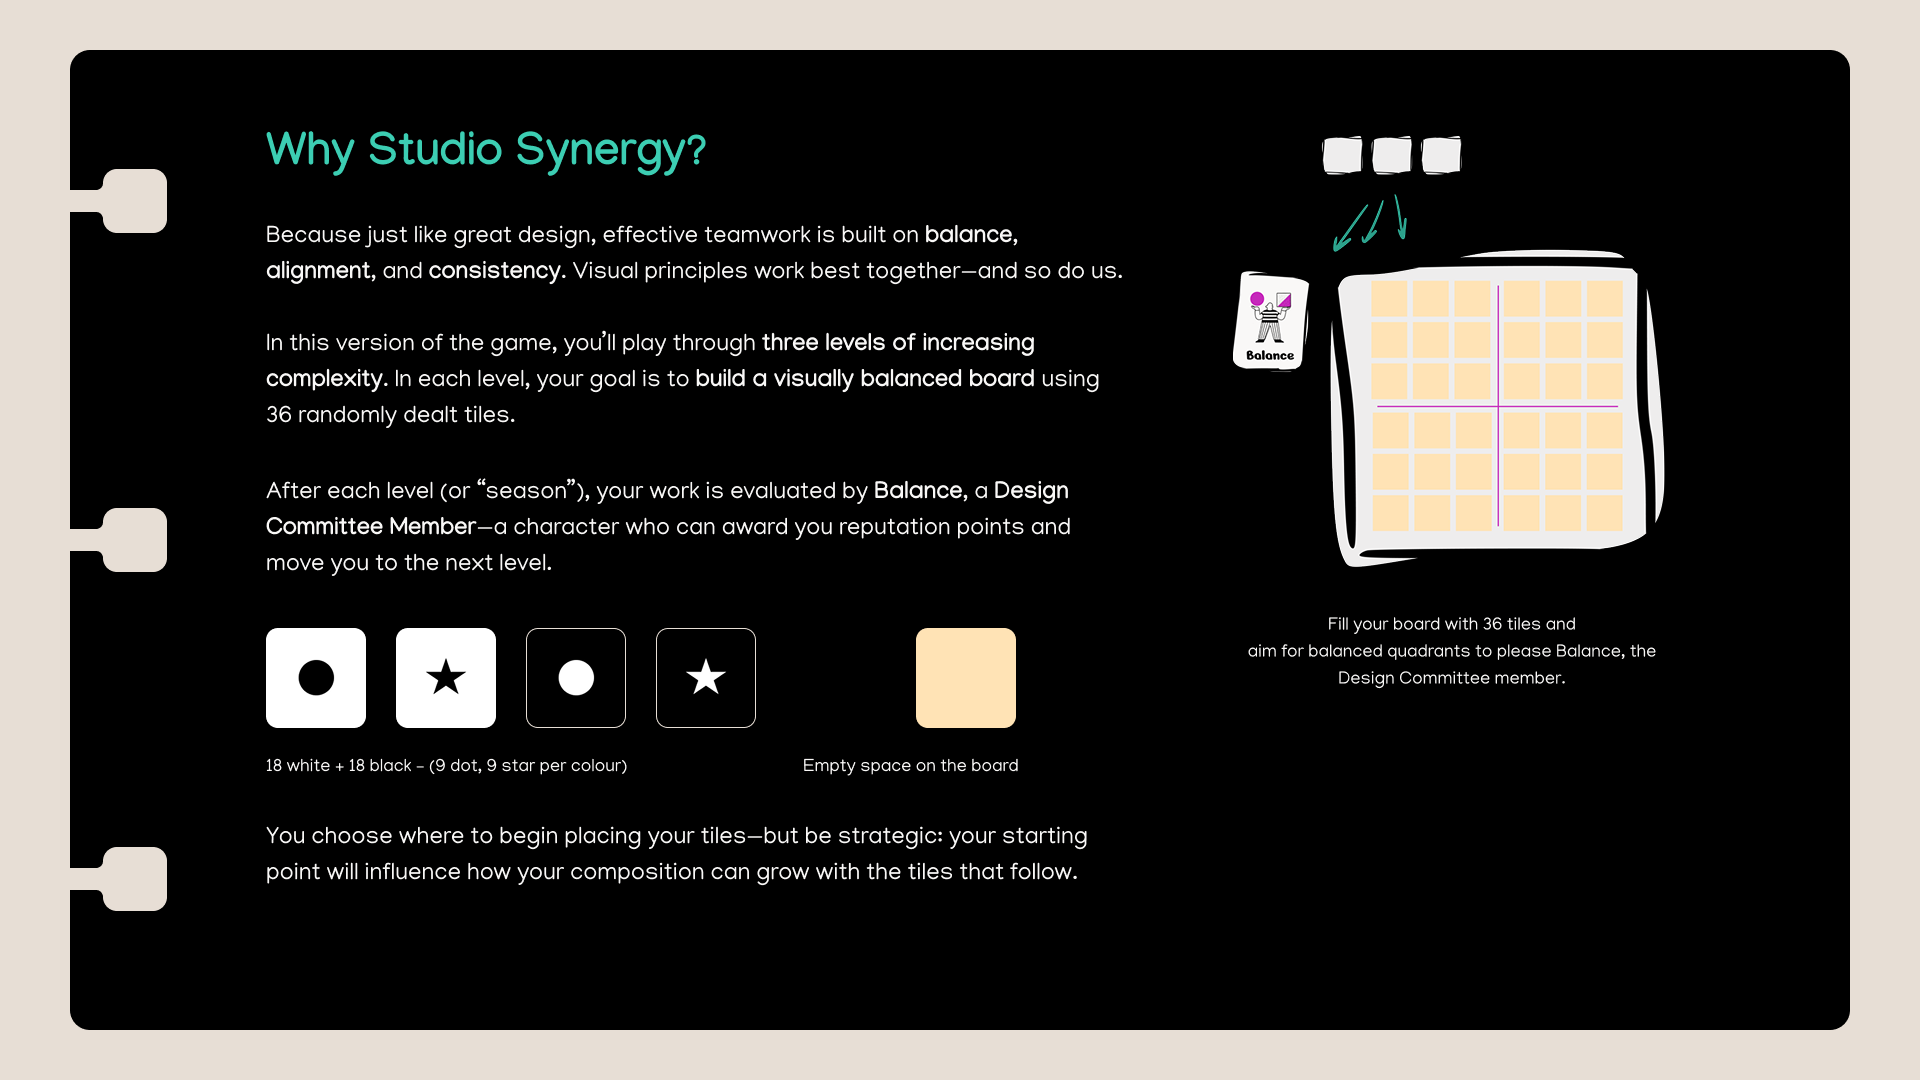 Why Studio Synergy?
Because just like great design, effective teamwork is built on balance,
alignment, and consistency. Visual principles work best together—and so do us.
In this version of the game, you’ll play through three levels of increasing
complexity. In each level, your goal is to build a visually balanced board using
36 randomly dealt tiles.
After each level (or “season”), your work is evaluated by Balance, a Design
Committee Member—a character who can award you reputation points and
move you to the next level.
18 white + 18 black – (9 dot, 9 star per colour)
Empty space on the board
You choose where to begin placing your tiles—but be strategic: your starting
point will influence how your composition can grow with the tiles that follow.
Balance
Fill your board with 36 tiles and
aim for balanced quadrants to please Balance, the
Design Committee member.